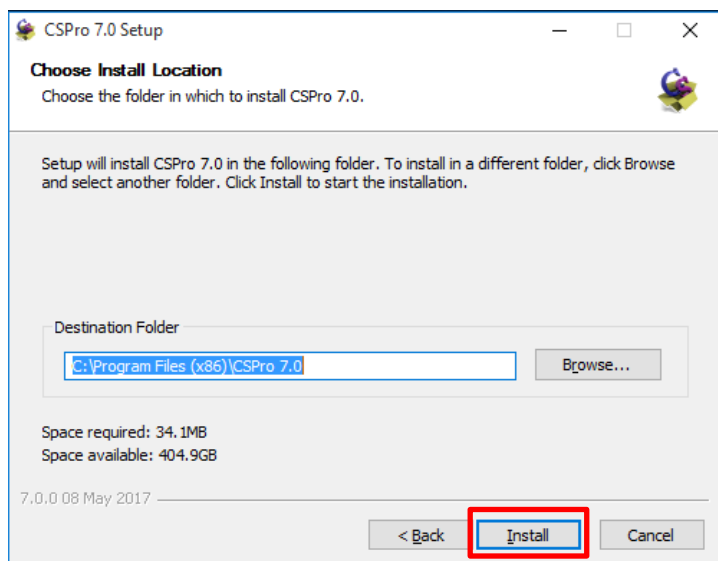 CSPro 7.0 Setup
Choose Install Location
Choose the folder in which to install CSPro 7.0.
Setup will install CSPro 7.0 in the following folder. To install in a different folder, click Browse
and select another folder. Click Install to start the installation.
Destination Folder
C:\Program Files (x86)\CSPro 7.0
Browse...
Space required: 34.1MB
Space available: 404.9GB
7.0.0 08 May 2017
< Back
Install
Cancel